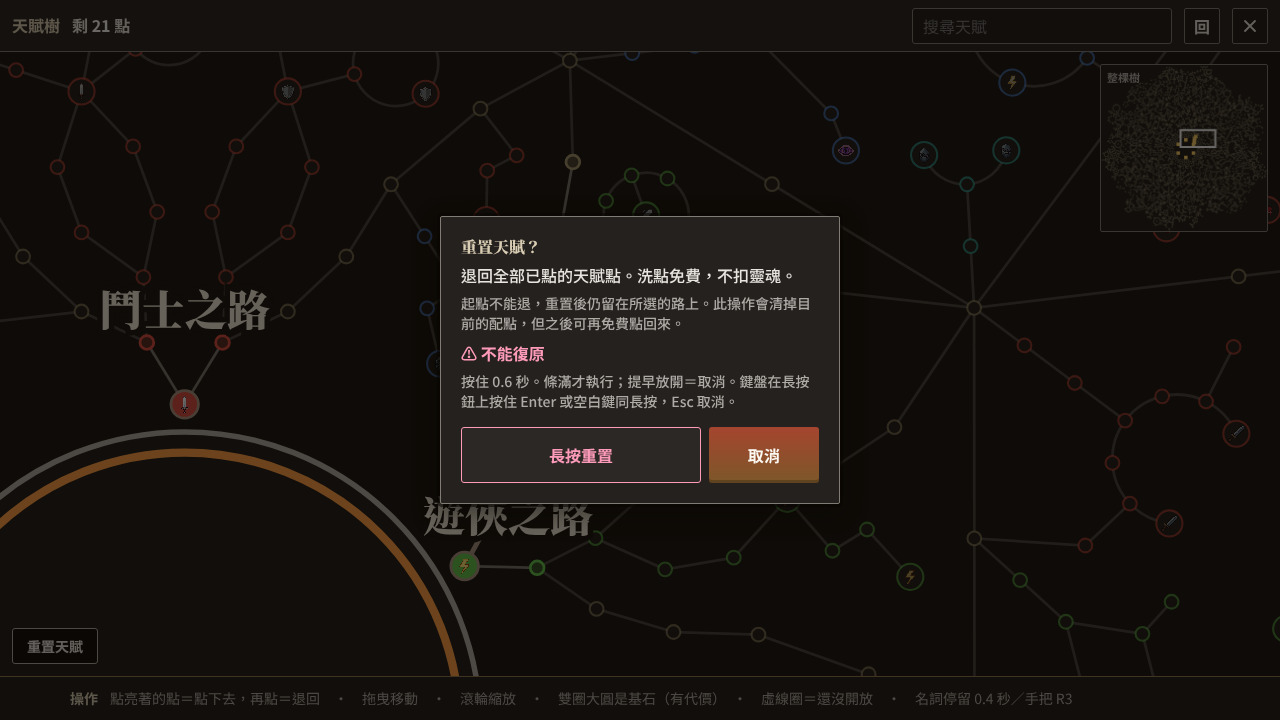 天賦樹 剩 21 點
搜尋天賦
回
整棵樹
鬥士之路
重置天賦？
退回全部已點的天賦點。洗點免費，不扣靈魂。
起點不能退，重置後仍留在所選的路上。此操作會清掉目
前的配點，但之後可再免費點回來。
不能復原
按住 0.6 秒。條滿才執行；提早放開＝取消。鍵盤在長按
鈕上按住 Enter 或空白鍵同長按，Esc 取消。
長按重置 取消
遊俠之路
重置天賦
操作 點亮著的點＝點下去，再點＝退回 · 拖曳移動 · 滾輪縮放 · 雙圈大圓是基石（有代價） · 虛線圈＝還沒開放 · 名詞停留 0.4 秒／手把 R3